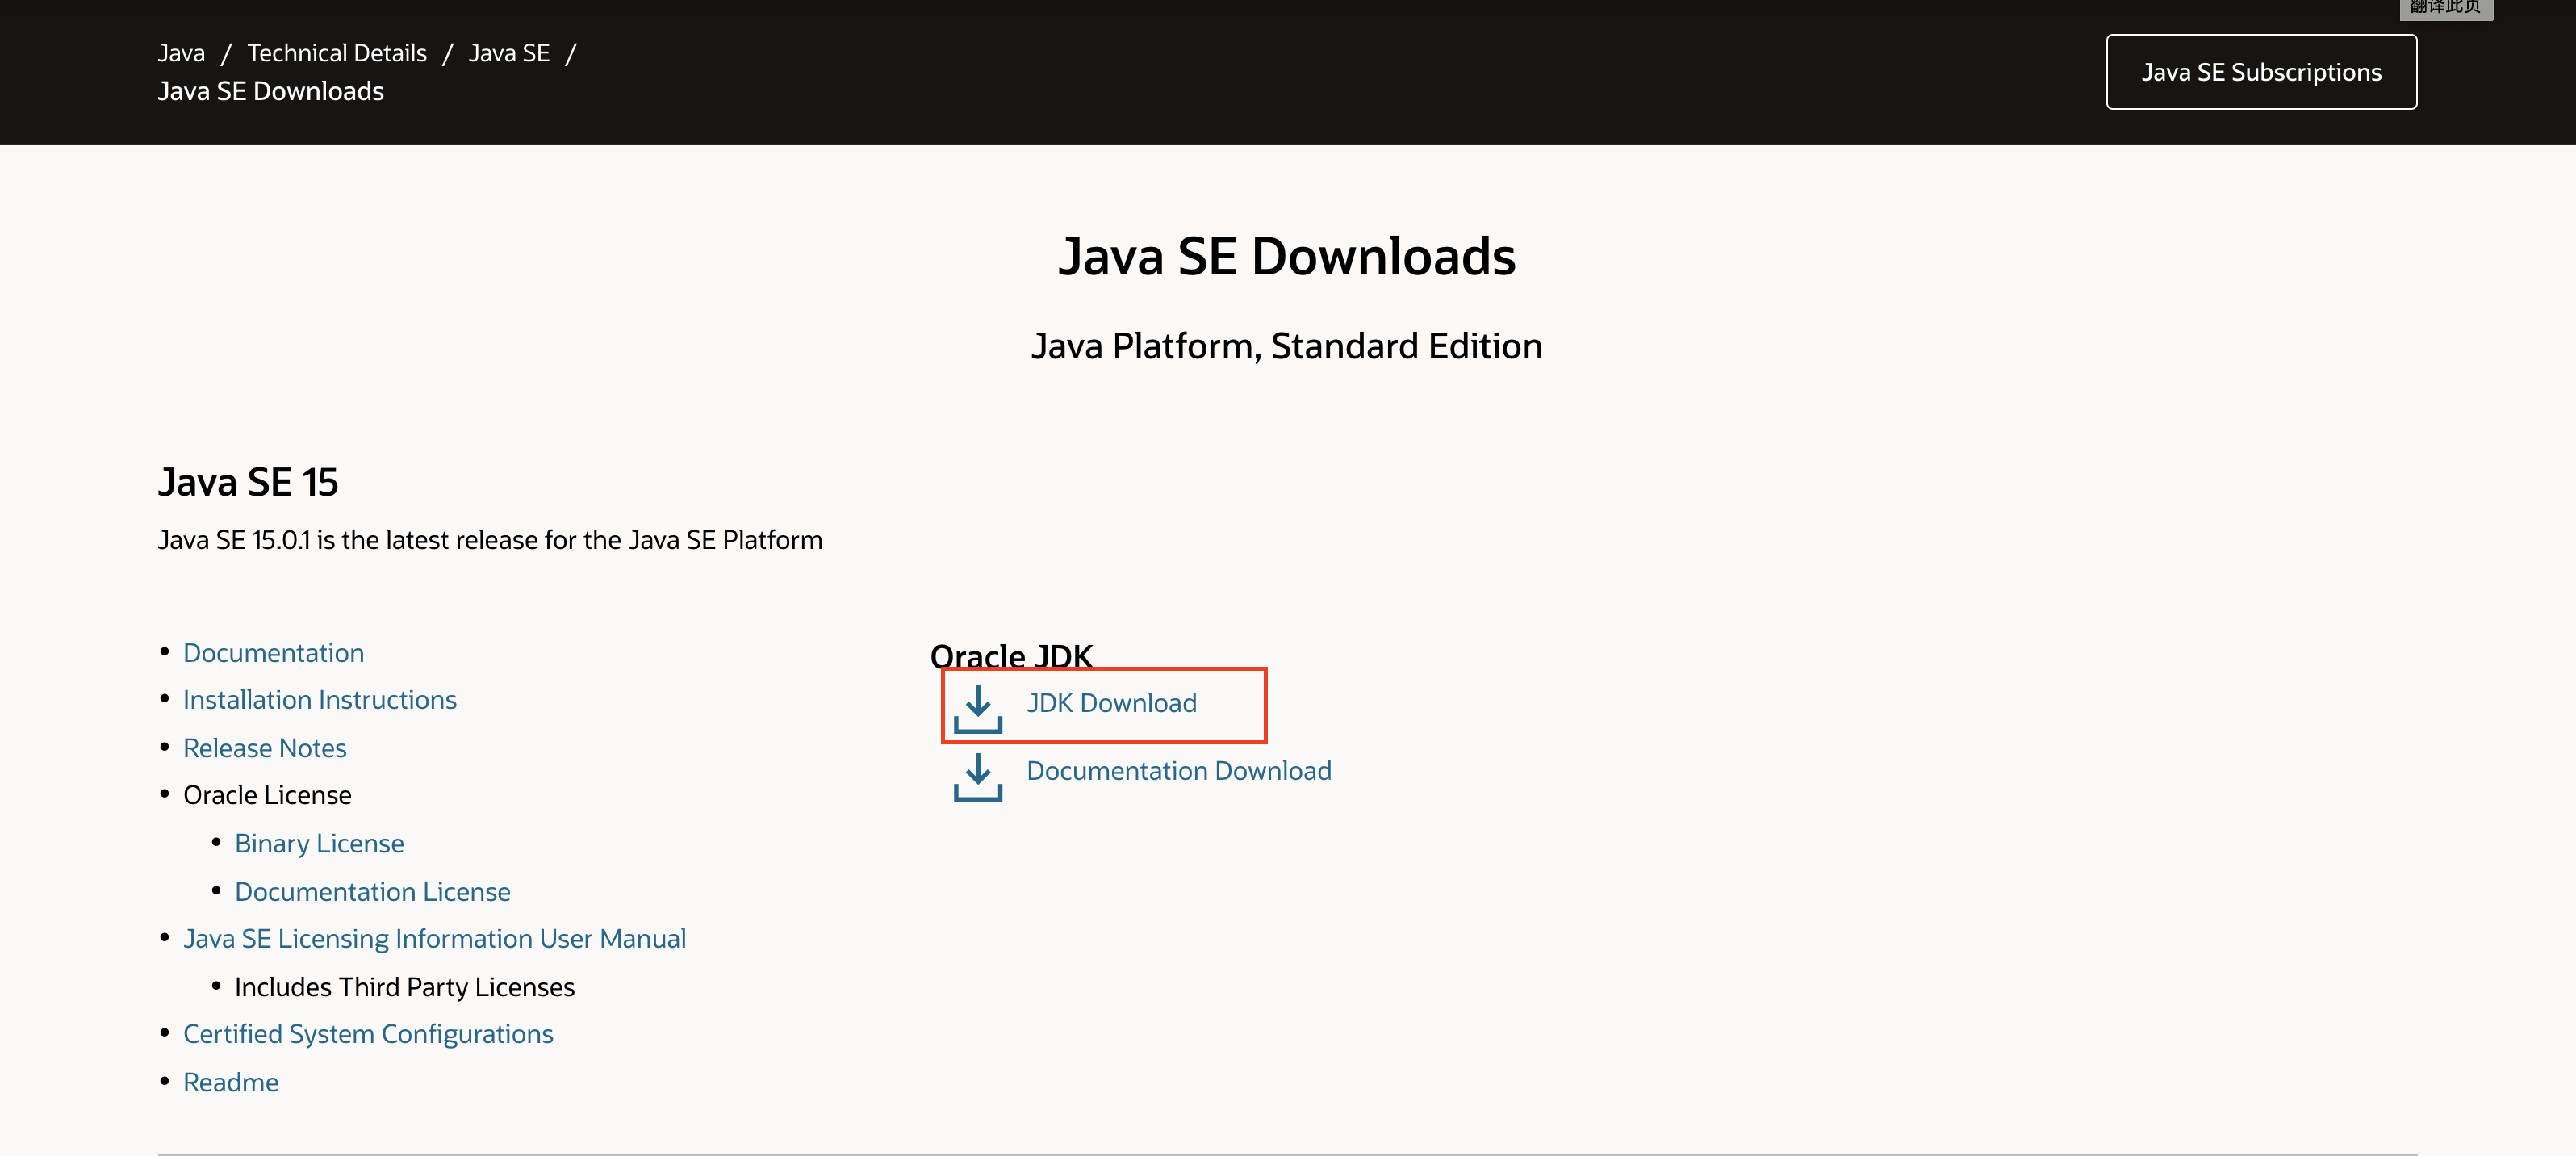 翻译此页
Java / Technical Details / Java SE /
Java SE Downloads
Java SE Subscriptions
Java SE Downloads
Java Platform, Standard Edition
Java SE 15
Java SE 15.0.1 is the latest release for the Java SE Platform
• Documentation
• Installation Instructions
• Release Notes
• Oracle License
• Binary License
• Documentation License
• Java SE Licensing Information User Manual
• Includes Third Party Licenses
• Certified System Configurations
• Readme
Oracle JDK
JDK Download
Documentation Download